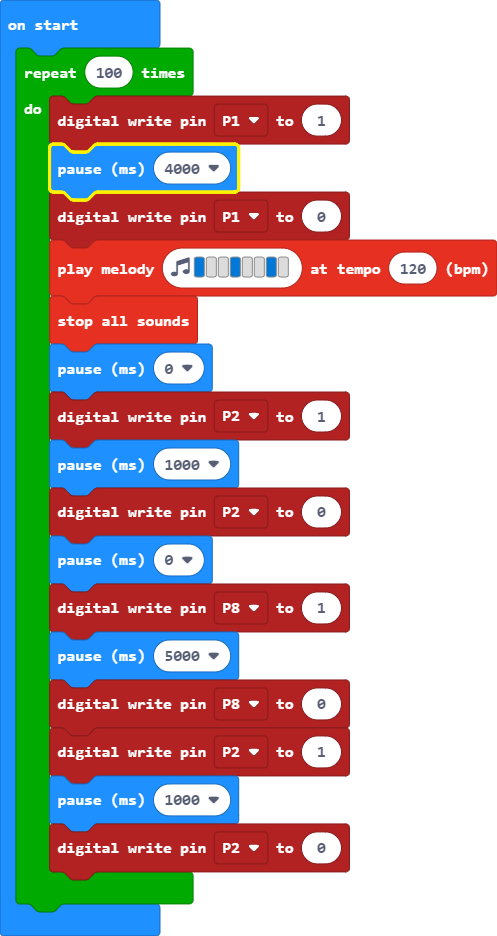 on start
repeat 100 times
do
digital write pin P1 to 1
pause (ms) 4000
digital write pin P1 to 0
play melody at tempo 120 (bpm)
stop all sounds
pause (ms) 0
digital write pin P2 to 1
pause (ms) 1000
digital write pin P2 to 0
pause (ms) 0
digital write pin P8 to 1
pause (ms) 5000
digital write pin P8 to 0
digital write pin P2 to 1
pause (ms) 1000
digital write pin P2 to 0